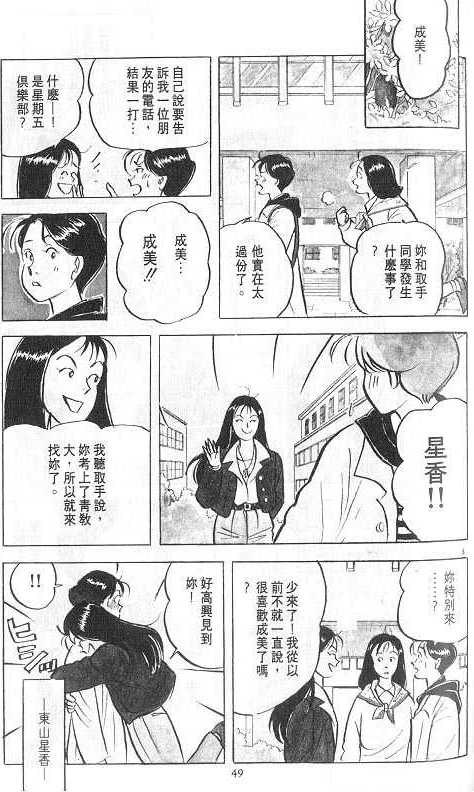 成美！
妳和取手
同學發生
什麼事了
？
他實在太
過份了。
自己說要告
訴我一位朋
友的電話，
結果一打…
什麼！
是星期五
俱樂部？
成美…
成美!!
星香!!
我聽取手說，
妳考上了青教
大，所以就來
找妳了。
妳特別來
……？
少來了！我從以
前不就一直說，
很喜歡成美了嗎
？
好高興見到
妳！
!!
ヒシッ
—東山星香—
49